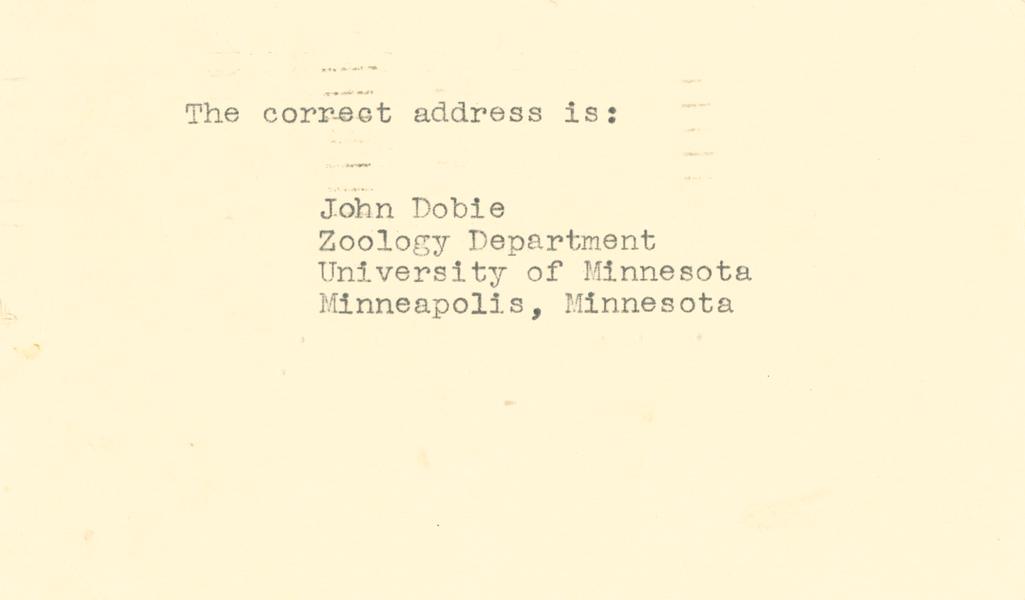 The correct address is:
John Dobie
Zoology Department
University of Minnesota
Minneapolis, Minnesota